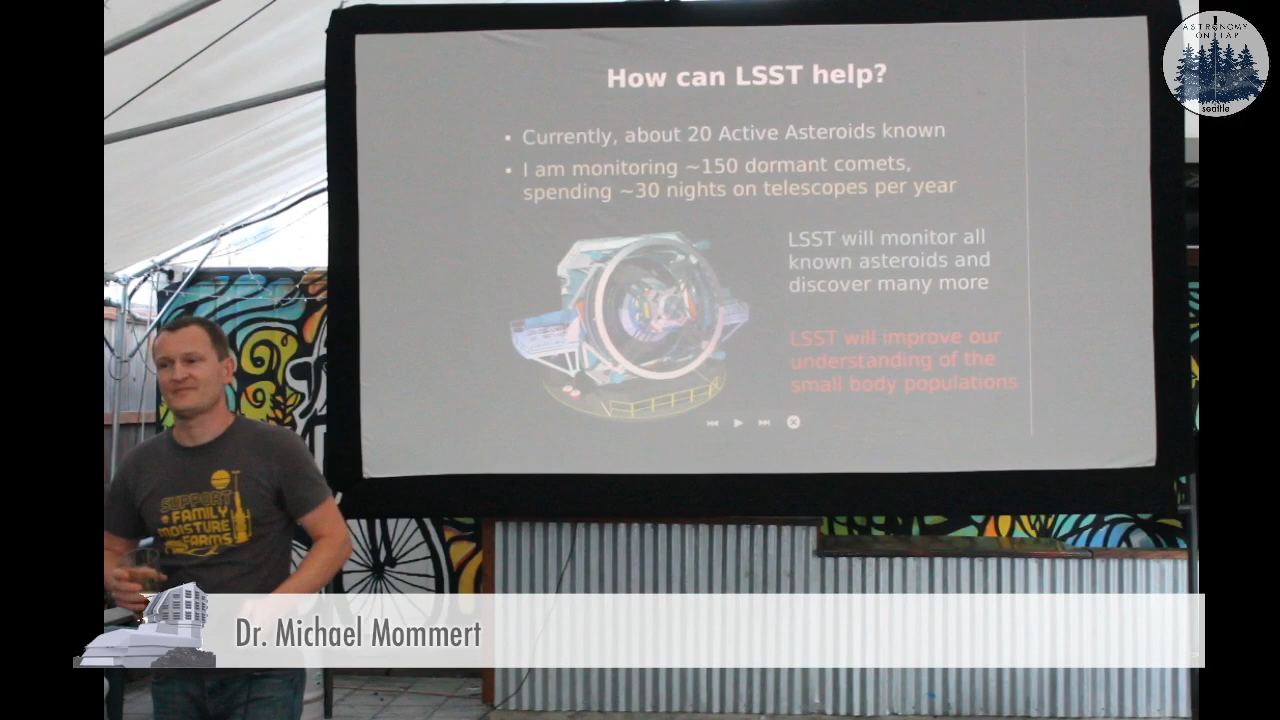 How can LSST help?
▪ Currently, about 20 Active Asteroids known
▪ I am monitoring ~150 dormant comets,
spending ~30 nights on telescopes per year
LSST will monitor all
known asteroids and
discover many more
LSST will improve our
understanding of the
small body populations
SUPPORT
FAMILY
MOISTURE
FARMS
Dr. Michael Mommert
ASTRONOMY
ON TAP
seattle